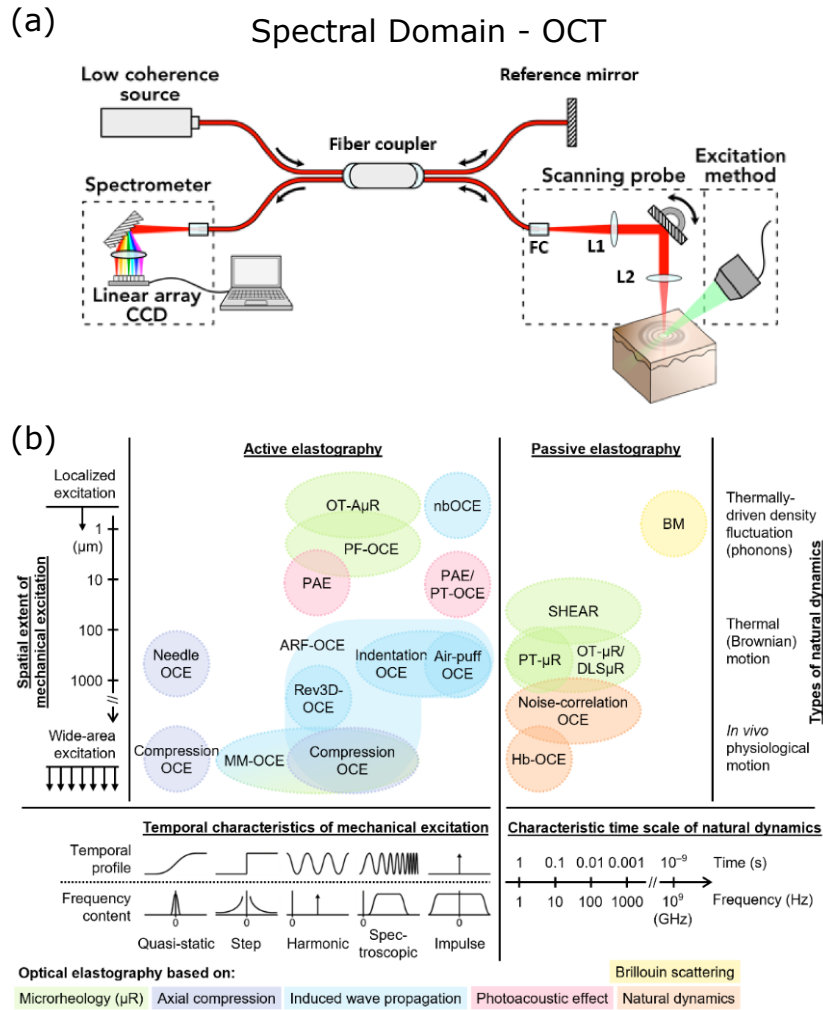 (a)
Spectral Domain - OCT
Low coherence
source
Reference mirror
Fiber coupler
Spectrometer
Scanning probe
Excitation
method
FC
L1
L2
Linear array
CCD
(b)
Active elastography
Passive elastography
Spatial extent of
mechanical excitation
Localized
excitation
1
(µm)
10
100
1000
Wide-area
excitation
OT-AµR
nbOCE
PF-OCE
PAE
PAE/
PT-OCE
Needle
OCE
ARF-OCE
Indentation
OCE
Air-puff
OCE
Rev3D-
OCE
Compression
OCE
MM-OCE
Compression
OCE
BM
SHEAR
PT-µR
OT-µR/
DLSµR
Noise-correlation
OCE
Hb-OCE
Thermally-
driven density
fluctuation
(phonons)
Thermal
(Brownian)
motion
In vivo
physiological
motion
Types of natural dynamics
Temporal characteristics of mechanical excitation
Temporal
profile
Frequency
content
0 0 0 0 0
Quasi-static Step Harmonic Spec-
troscopic Impulse
Characteristic time scale of natural dynamics
1 0.1 0.01 0.001 10⁻⁹ Time (s)
1 10 100 1000 10⁹ Frequency (Hz)
(GHz)
Optical elastography based on:
Brillouin scattering
Microrheology (µR) Axial compression Induced wave propagation Photoacoustic effect Natural dynamics